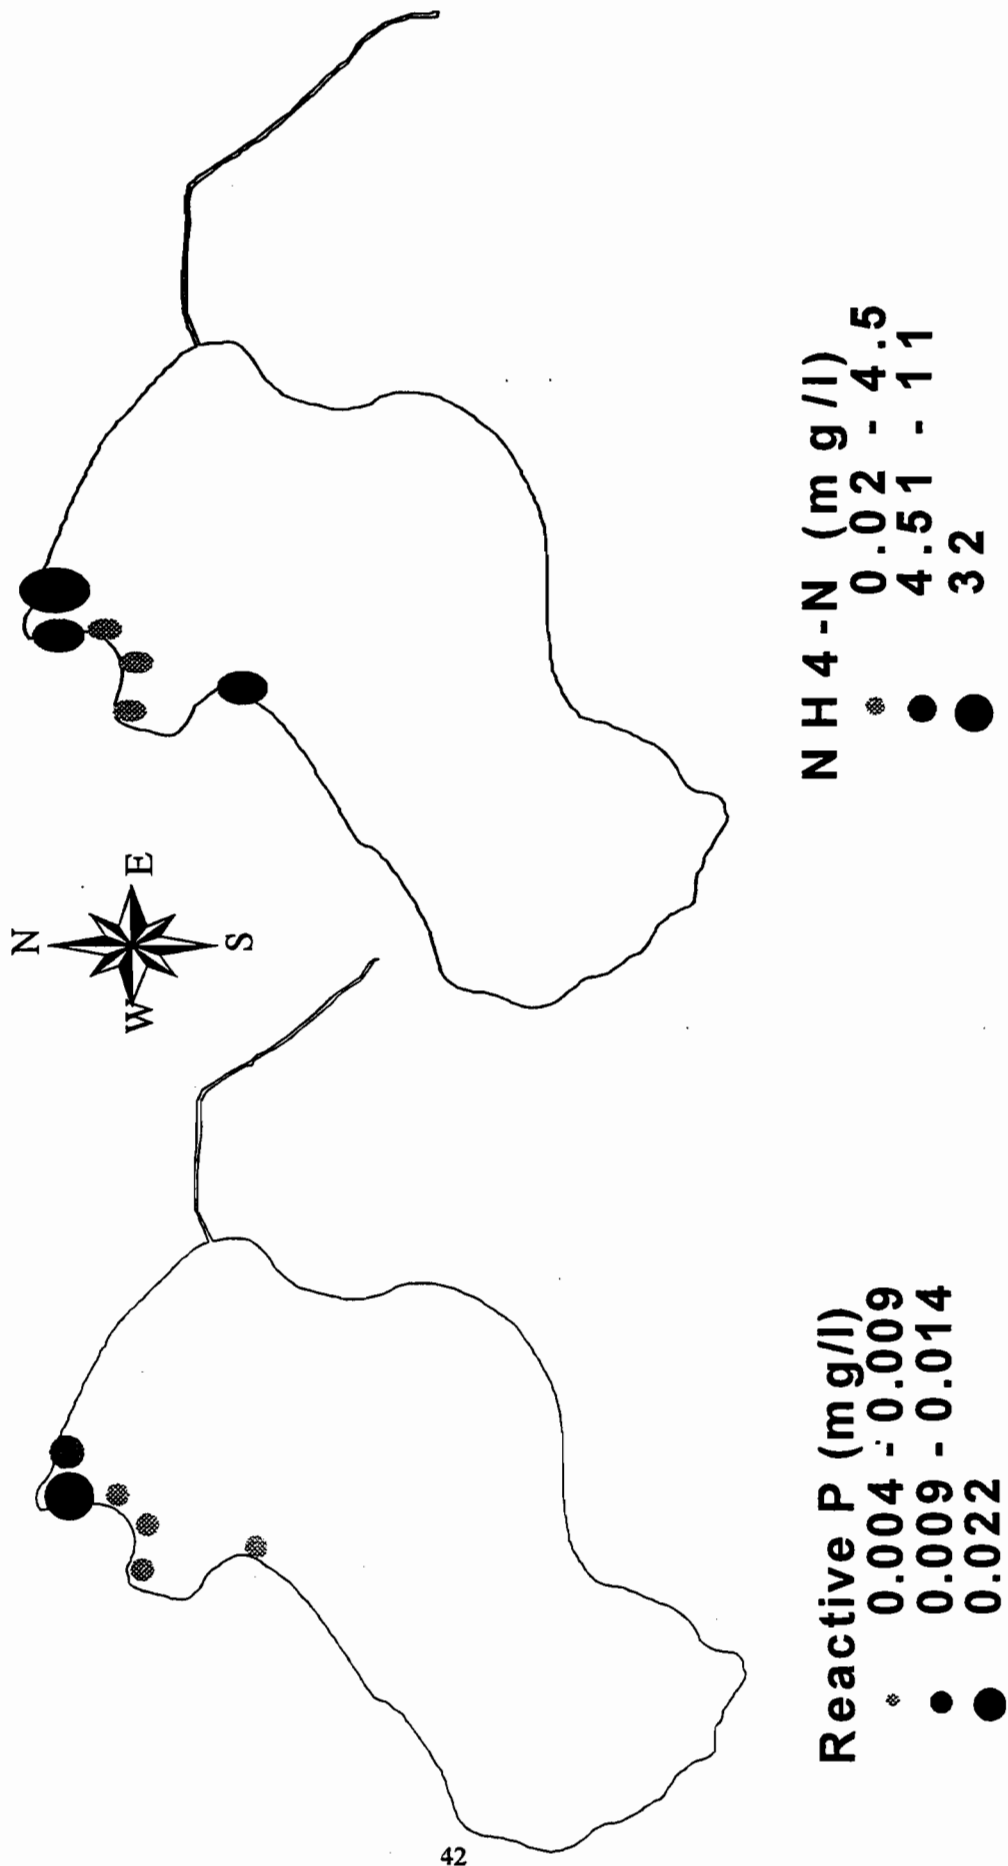 N
W
E
S
Reactive P (mg/l)
0.004 - 0.009
0.009 - 0.014
0.022
NH4-N (mg/l)
0.02 - 4.5
4.51 - 11
32
42